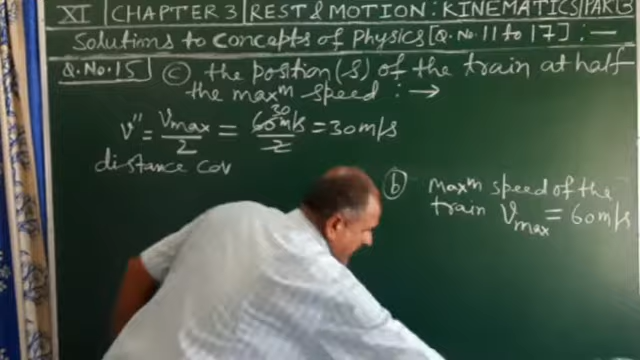 XI CHAPTER 3 REST & MOTION: KINEMATICS PAR
Solutions to Concepts of Physics [Q.No. 11 to 17] :—
Q.No.15 (c) the position(s) of the train at half
the maxᵐ speed : →
v'' = Vmax/2 = 60m/s/2 30 = 30m/s
distance cov
(b) maxᵐ speed of the
train Vmax = 60m/s